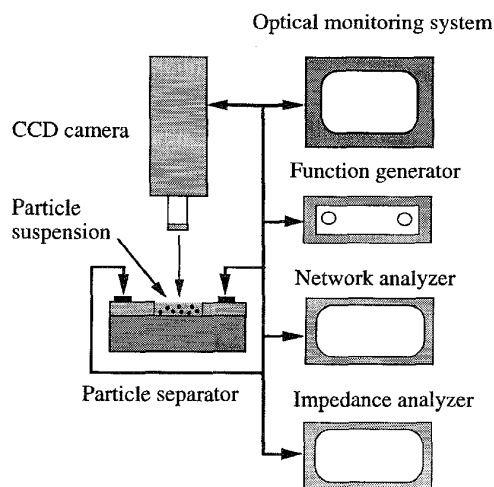 Optical monitoring system
CCD camera
Function generator
Particle
suspension
Network analyzer
Particle separator
Impedance analyzer